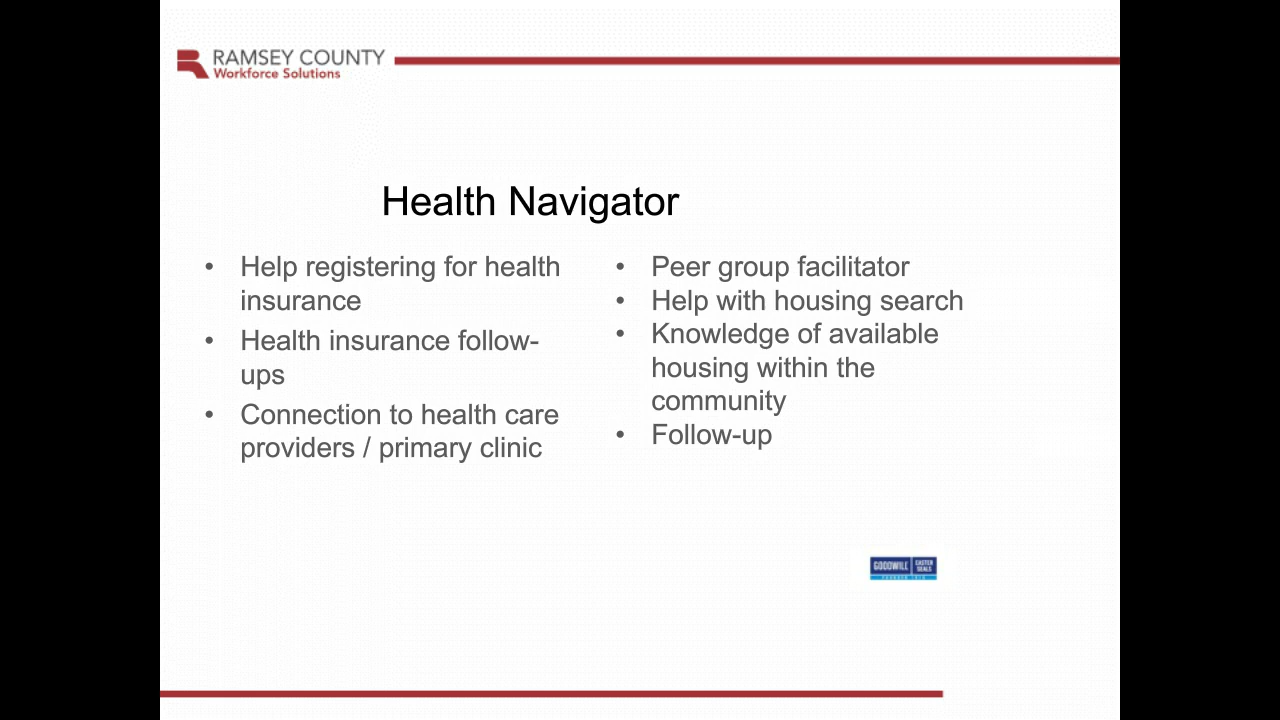 RAMSEY COUNTY
Workforce Solutions
Health Navigator
• Help registering for health
insurance
• Health insurance follow-
ups
• Connection to health care
providers / primary clinic
• Peer group facilitator
• Help with housing search
• Knowledge of available
housing within the
community
• Follow-up
GOODWILL
EASTER
SEALS